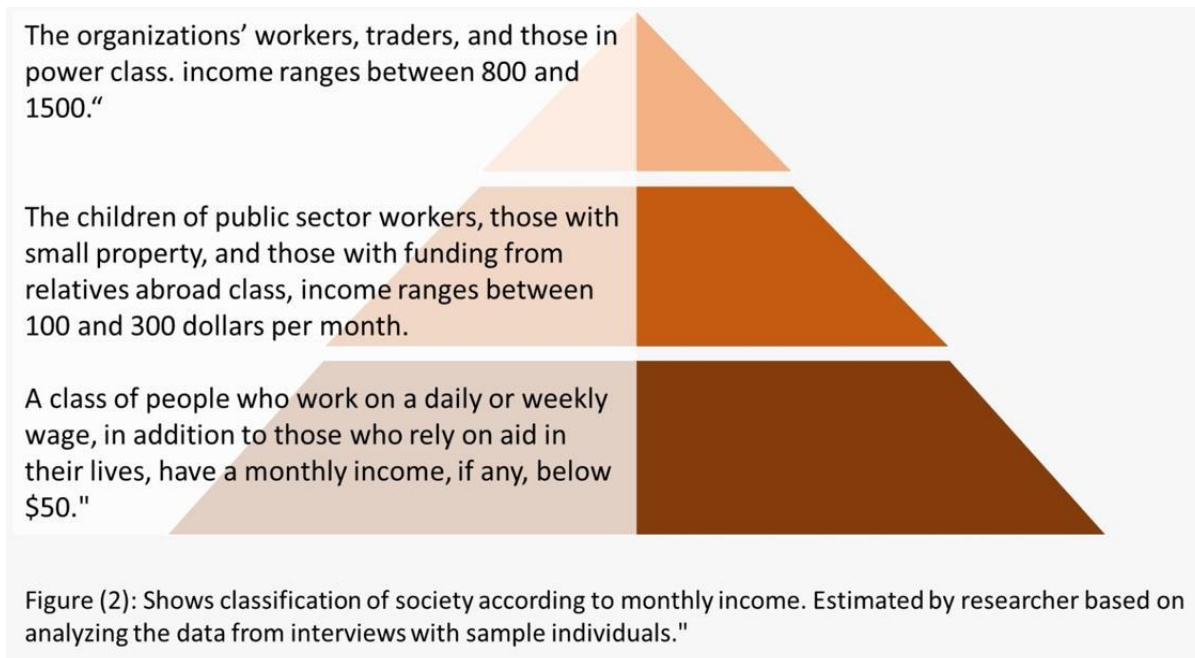 The organizations’ workers, traders, and those in
power class. income ranges between 800 and
1500.“
The children of public sector workers, those with
small property, and those with funding from
relatives abroad class, income ranges between
100 and 300 dollars per month.
A class of people who work on a daily or weekly
wage, in addition to those who rely on aid in
their lives, have a monthly income, if any, below
$50."
Figure (2): Shows classification of society according to monthly income. Estimated by researcher based on
analyzing the data from interviews with sample individuals."